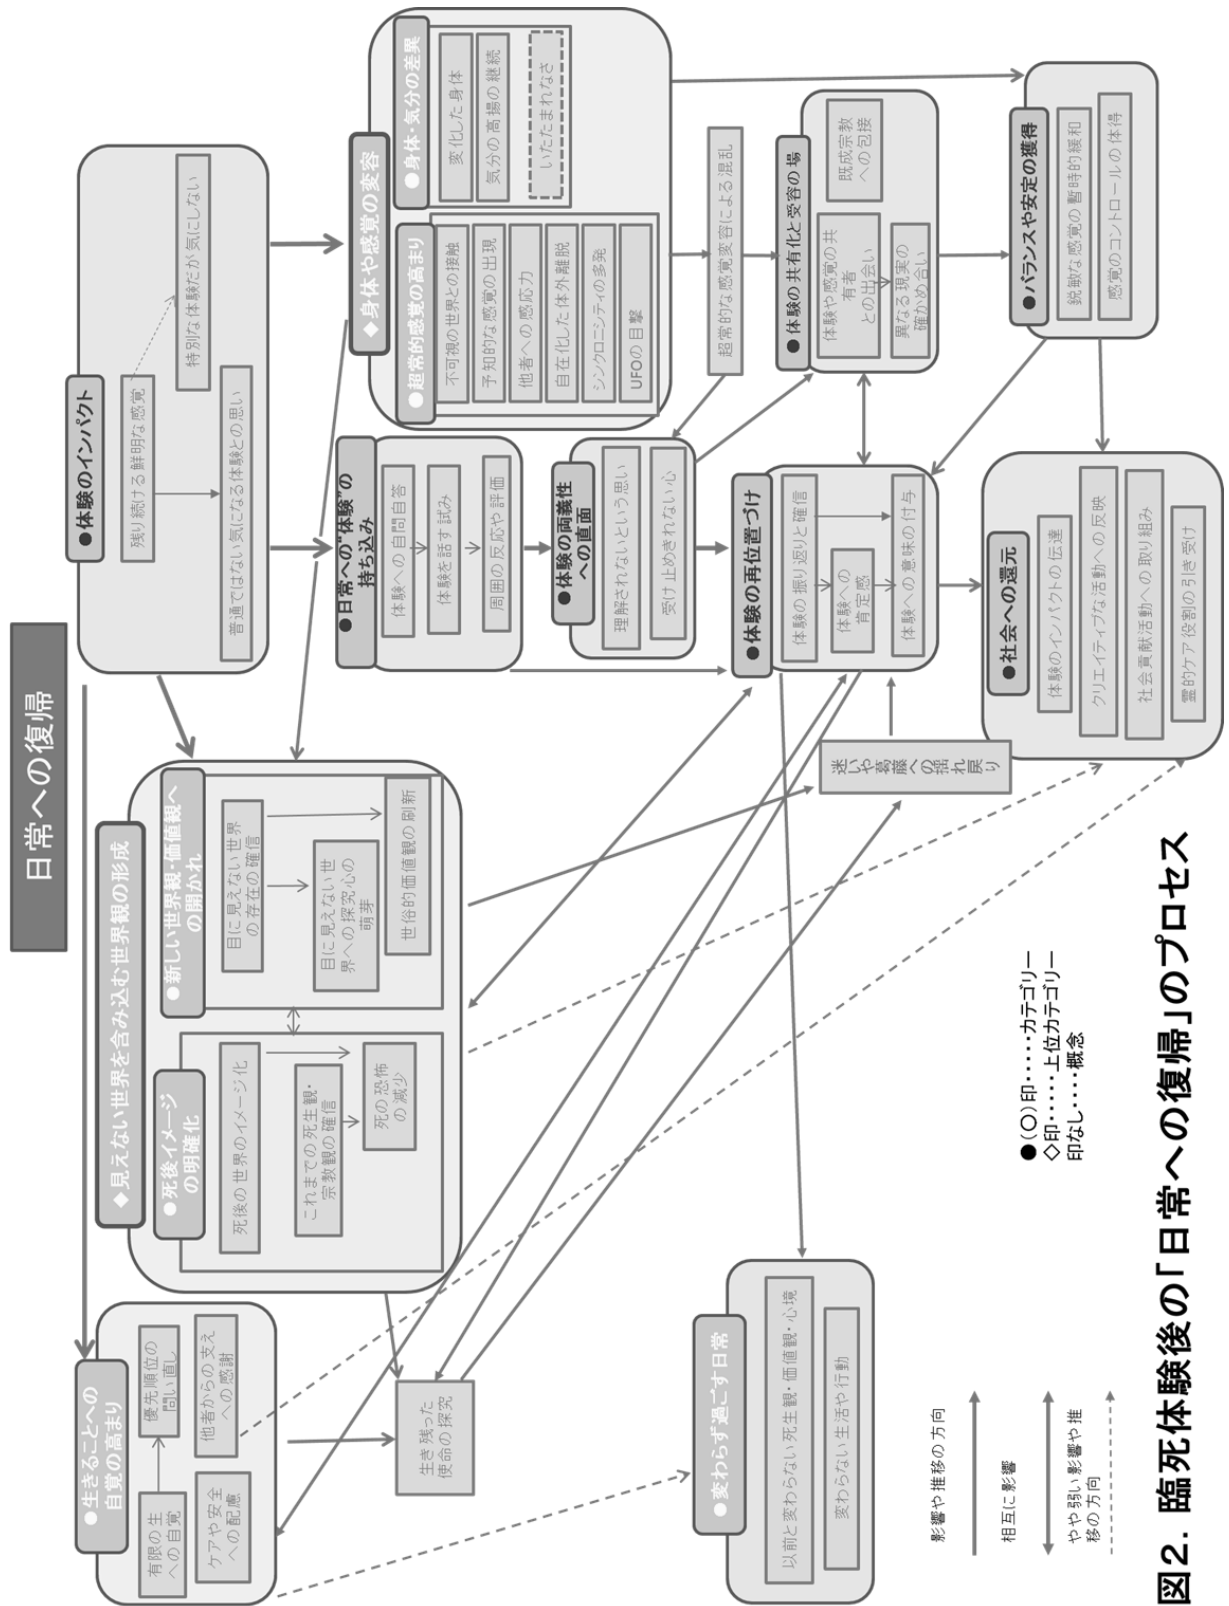 日常への復帰
●体験のインパクト
残り続ける鮮明な感覚
特別な体験だが気にしない
普通ではない気になる体験との思い
●生きることへの
自覚の高まり
有限の生
への自覚
優先順位の
問い直し
ケアや安全
への配慮
他者からの支え
への感謝
◆見えない世界を含み込む世界観の形成
●死後イメージ
の明確化
死後の世界のイメージ化
これまでの死生観・
宗教観の確信
死の恐怖
の減少
●新しい世界観・価値観へ
の開かれ
目に見えない世界
の存在の確信
目に見えない世
界への探究心の
萌芽
世俗的価値観の刷新
●日常への“体験”の
持ち込み
体験への自問自答
体験を話す試み
周囲の反応や評価
◆身体や感覚の変容
●超常的感覚の高まり
不可視の世界との接触
予知的な感覚の出現
他者への感応力
自在化した体外離脱
シンクロニシティの多発
UFOの目撃
●身体・気分の差異
変化した身体
気分の高揚の継続
いたたまれなさ
生き残った
使命の探究
●体験の両義性
への直面
理解されないという思い
受け止めきれない心
超常的な感覚変容による混乱
●変わらず過ごす日常
以前と変わらない死生観・価値観・心境
変わらない生活や行動
●体験の再位置づけ
体験の振り返りと確信
体験への
肯定感
体験への意味の付与
●体験の共有化と受容の場
体験や感覚の共
有者
との出会い
既成宗教
への包接
異なる現実の
確かめ合い
迷いや葛藤への揺れ戻り
●社会への還元
体験のインパクトの伝達
クリエイティブな活動への反映
社会貢献活動への取り組み
霊的ケア役割の引き受け
●バランスや安定の獲得
鋭敏な感覚の暫時的緩和
感覚のコントロールの体得
影響や推移の方向
相互に影響
やや弱い影響や推
移の方向
●(〇)印・・・・カテゴリー
◇印・・・・・上位カテゴリー
印なし・・・・概念
図2. 臨死体験後の「日常への復帰」のプロセス